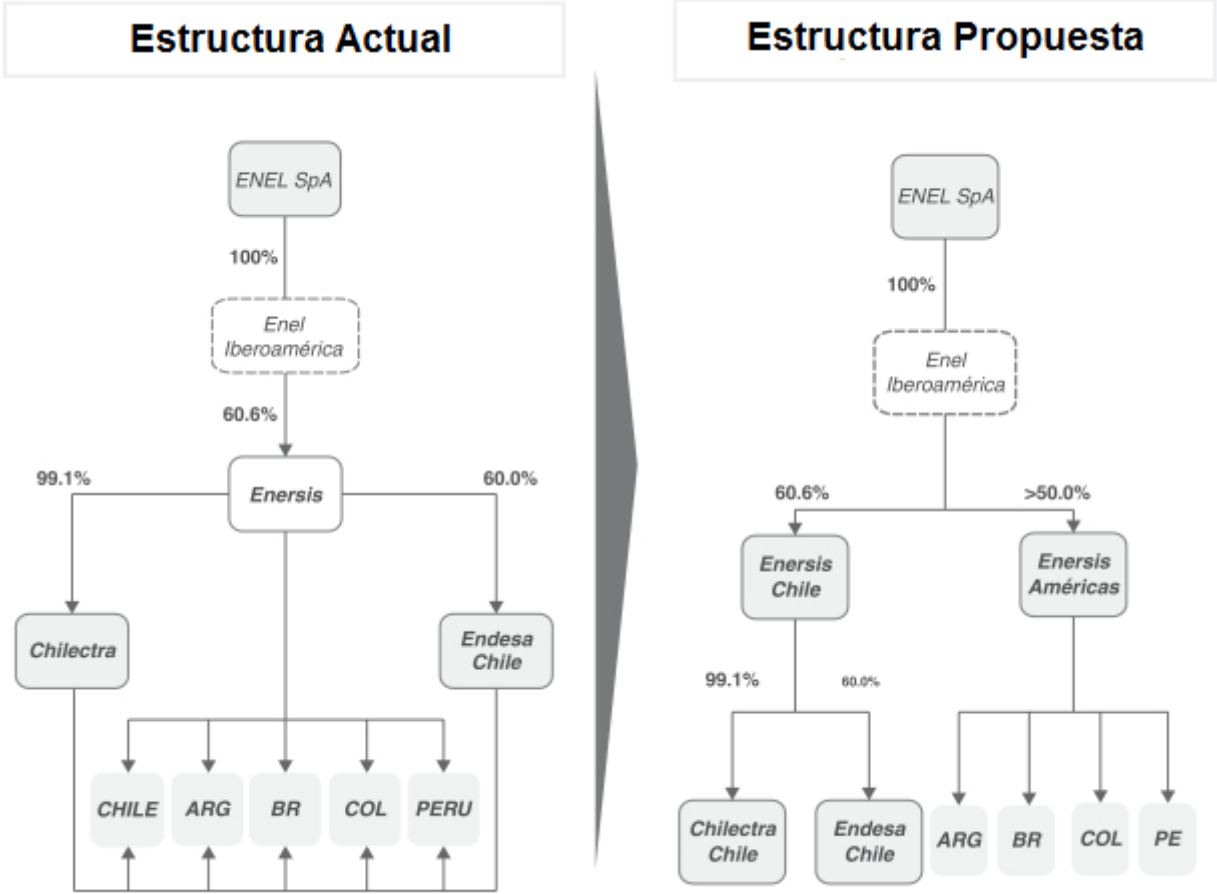 Estructura Actual
ENEL SpA
100%
Enel
Iberoamérica
60.6%
99.1%
60.0%
Enersis
Chilectra
Endesa
Chile
CHILE
ARG
BR
COL
PERU
Estructura Propuesta
ENEL SpA
100%
Enel
Iberoamérica
60.6%
>50.0%
Enersis
Chile
Enersis
Américas
99.1%
60.0%
Chilectra
Chile
Endesa
Chile
ARG
BR
COL
PE